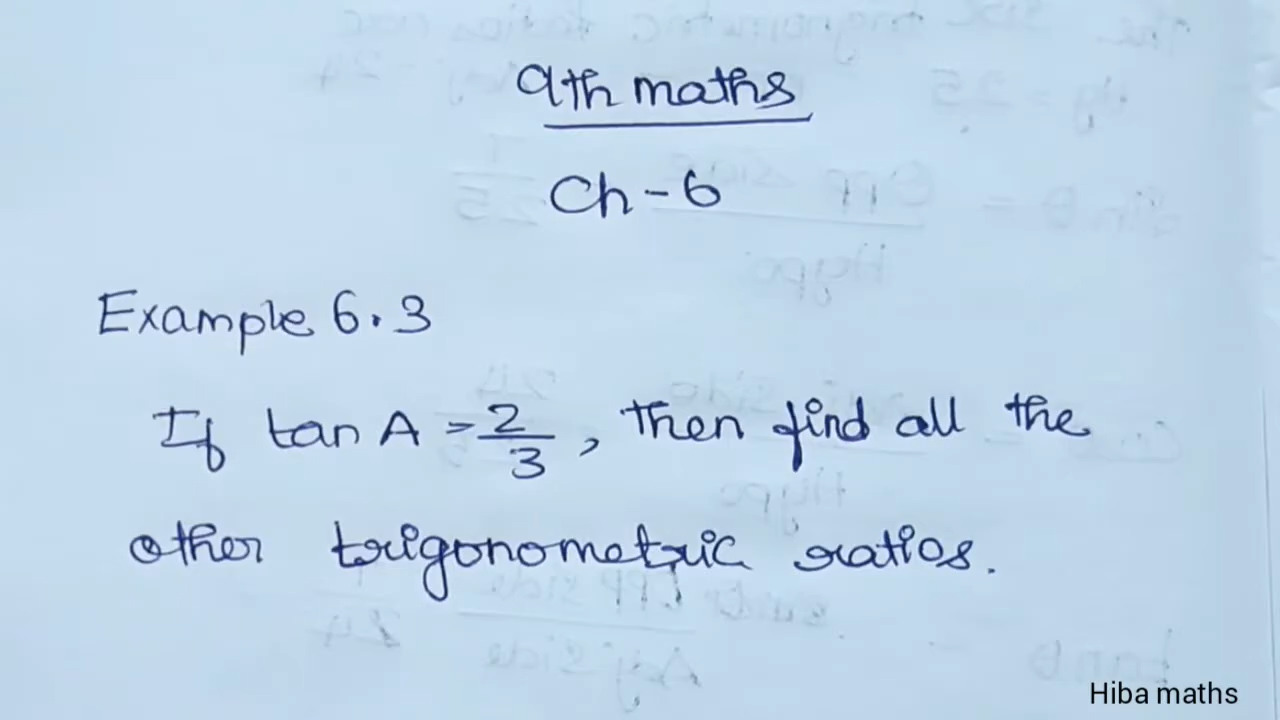 9th maths
Ch - 6
Example 6.3
If tan A = 2/3, then find all the
other trigonometric ratios.
Hiba maths